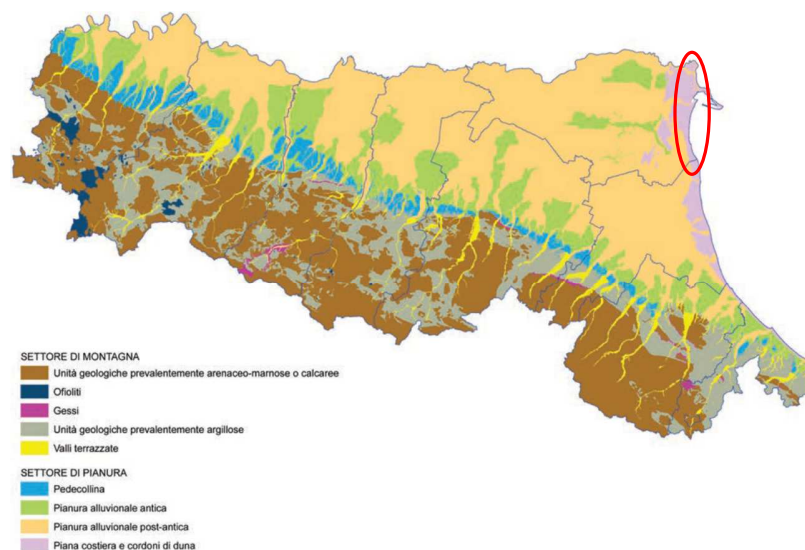 SETTORE DI MONTAGNA
Unità geologiche prevalentemente arenaceo-marnose o calcaree
Ofioliti
Gessi
Unità geologiche prevalentemente argillose
Valli terrazzate
SETTORE DI PIANURA
Pedecollina
Pianura alluvionale antica
Pianura alluvionale post-antica
Piana costiera e cordoni di duna